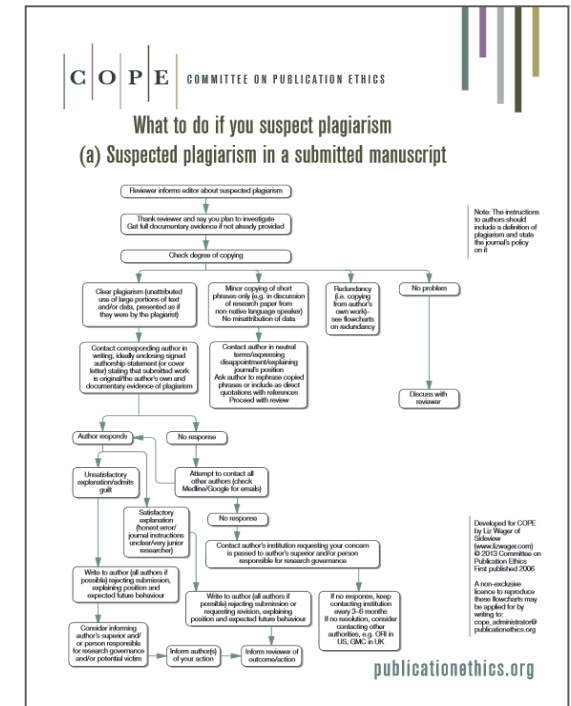 COPE COMMITTEE ON PUBLICATION ETHICS
What to do if you suspect plagiarism
(a) Suspected plagiarism in a submitted manuscript
Reviewer informs editor about suspected plagiarism
Thank reviewer and say you plan to investigate
Get full documentary evidence if not already provided
Check degree of copying
Note: The instructions
to authors should
include a definition of
plagiarism and state
the journal's policy
on it
Clear plagiarism (unattributed
use of large portions of text
and/or data, presented as if
they were by the plagiarist)
Minor copying of short
phrases only (e.g. in discussion
of research paper from
non-native language speaker)
No misattribution of data
Redundancy
(i.e. copying
from author's
own work)–
see flowcharts
on redundancy
No problem
Contact corresponding author in
writing, ideally enclosing signed
authorship statement (or cover
letter) stating that submitted work
is original/the author's own and
documentary evidence of plagiarism
Contact author in neutral
terms/expressing
disappointment/explaining
journal's position
Ask author to rephrase copied
phrases or include as direct
quotations with references
Proceed with review
Discuss with
reviewer
Author responds
No response
Unsatisfactory
explanation/admits
guilt
Attempt to contact all
other authors (check
Medline/Google for emails)
Satisfactory
explanation
(honest error/
journal instructions
unclear/very junior
researcher)
No response
Contact author's institution requesting your concern
is passed to author's superior and/or person
responsible for research governance
Write to author (all authors if
possible) rejecting submission,
explaining position and
expected future behaviour
Write to author (all authors if
possible) rejecting submission or
requesting revision, explaining
position and expected future behaviour
If no response, keep
contacting institution
every 3–6 months
If no resolution, consider
contacting other
authorities, e.g. ORI in
US, GMC in UK
Consider informing
author's superior and/
or person responsible
for research governance
and/or potential victim
Inform author(s)
of your action
Inform reviewer of
outcome/action
Developed for COPE
by Liz Wager of
Sideview
(www.lizwager.com)
© 2013 Committee on
Publication Ethics
First published 2006
A non-exclusive
licence to reproduce
these flowcharts may
be applied for by
writing to:
cope_administrator@
publicationethics.org
publicationethics.org